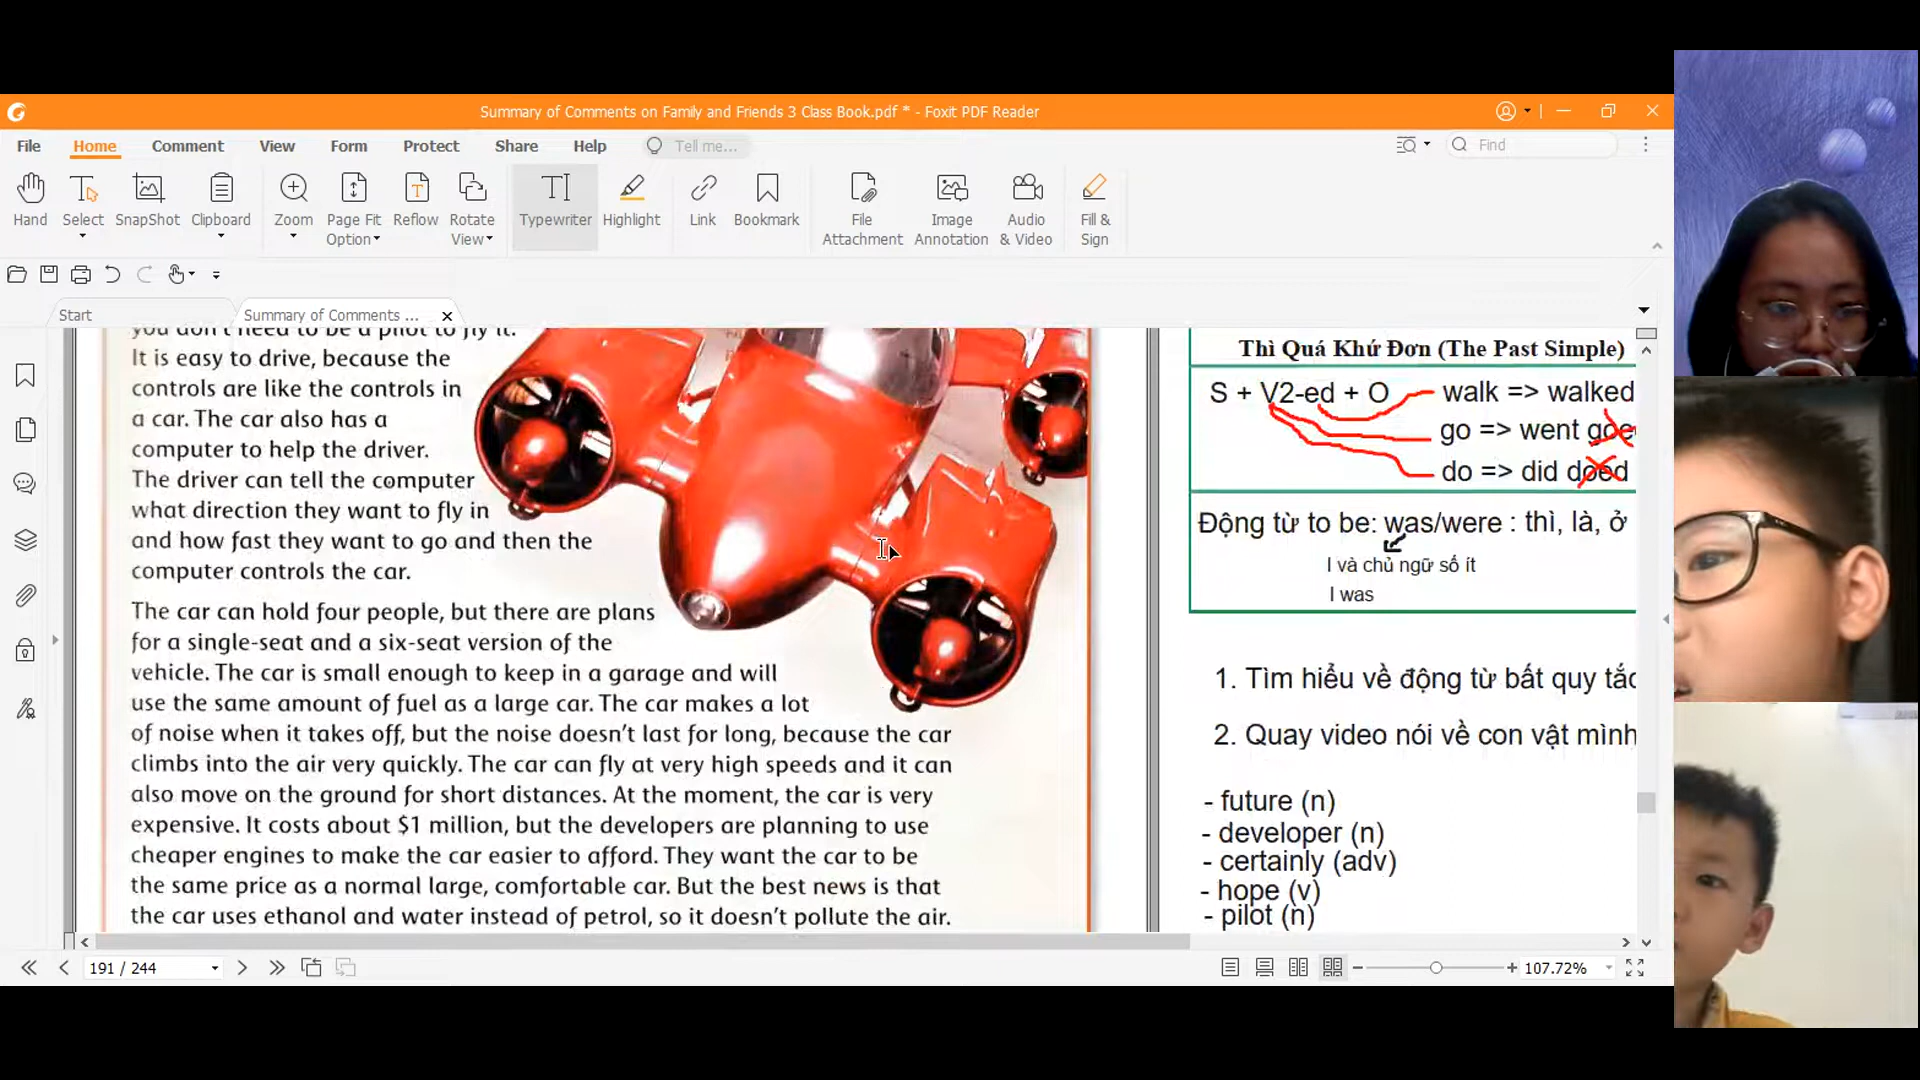 Summary of Comments on Family and Friends 3 Class Book.pdf * - Foxit PDF Reader
File Home Comment View Form Protect Share Help Tell me... Find
Hand Select SnapShot Clipboard Zoom Page Fit Option Reflow Rotate View Typewriter Highlight Link Bookmark File Attachment Image Annotation Audio & Video Fill & Sign
Start Summary of Comments ...
you don't need to be a pilot to fly it.
It is easy to drive, because the
controls are like the controls in
a car. The car also has a
computer to help the driver.
The driver can tell the computer
what direction they want to fly in
and how fast they want to go and then the
computer controls the car.
The car can hold four people, but there are plans
for a single-seat and a six-seat version of the
vehicle. The car is small enough to keep in a garage and will
use the same amount of fuel as a large car. The car makes a lot
of noise when it takes off, but the noise doesn't last for long, because the car
climbs into the air very quickly. The car can fly at very high speeds and it can
also move on the ground for short distances. At the moment, the car is very
expensive. It costs about $1 million, but the developers are planning to use
cheaper engines to make the car easier to afford. They want the car to be
the same price as a normal large, comfortable car. But the best news is that
the car uses ethanol and water instead of petrol, so it doesn't pollute the air.
Thì Quá Khứ Đơn (The Past Simple)
S + V2-ed + O walk => walked
go => went goe
do => did doed
Động từ to be: was/were : thì, là, ở
I và chủ ngữ số ít
I was
1. Tìm hiểu về động từ bất quy tắc
2. Quay video nói về con vật mình
- future (n)
- developer (n)
- certainly (adv)
- hope (v)
- pilot (n)
191 / 244 107.72%